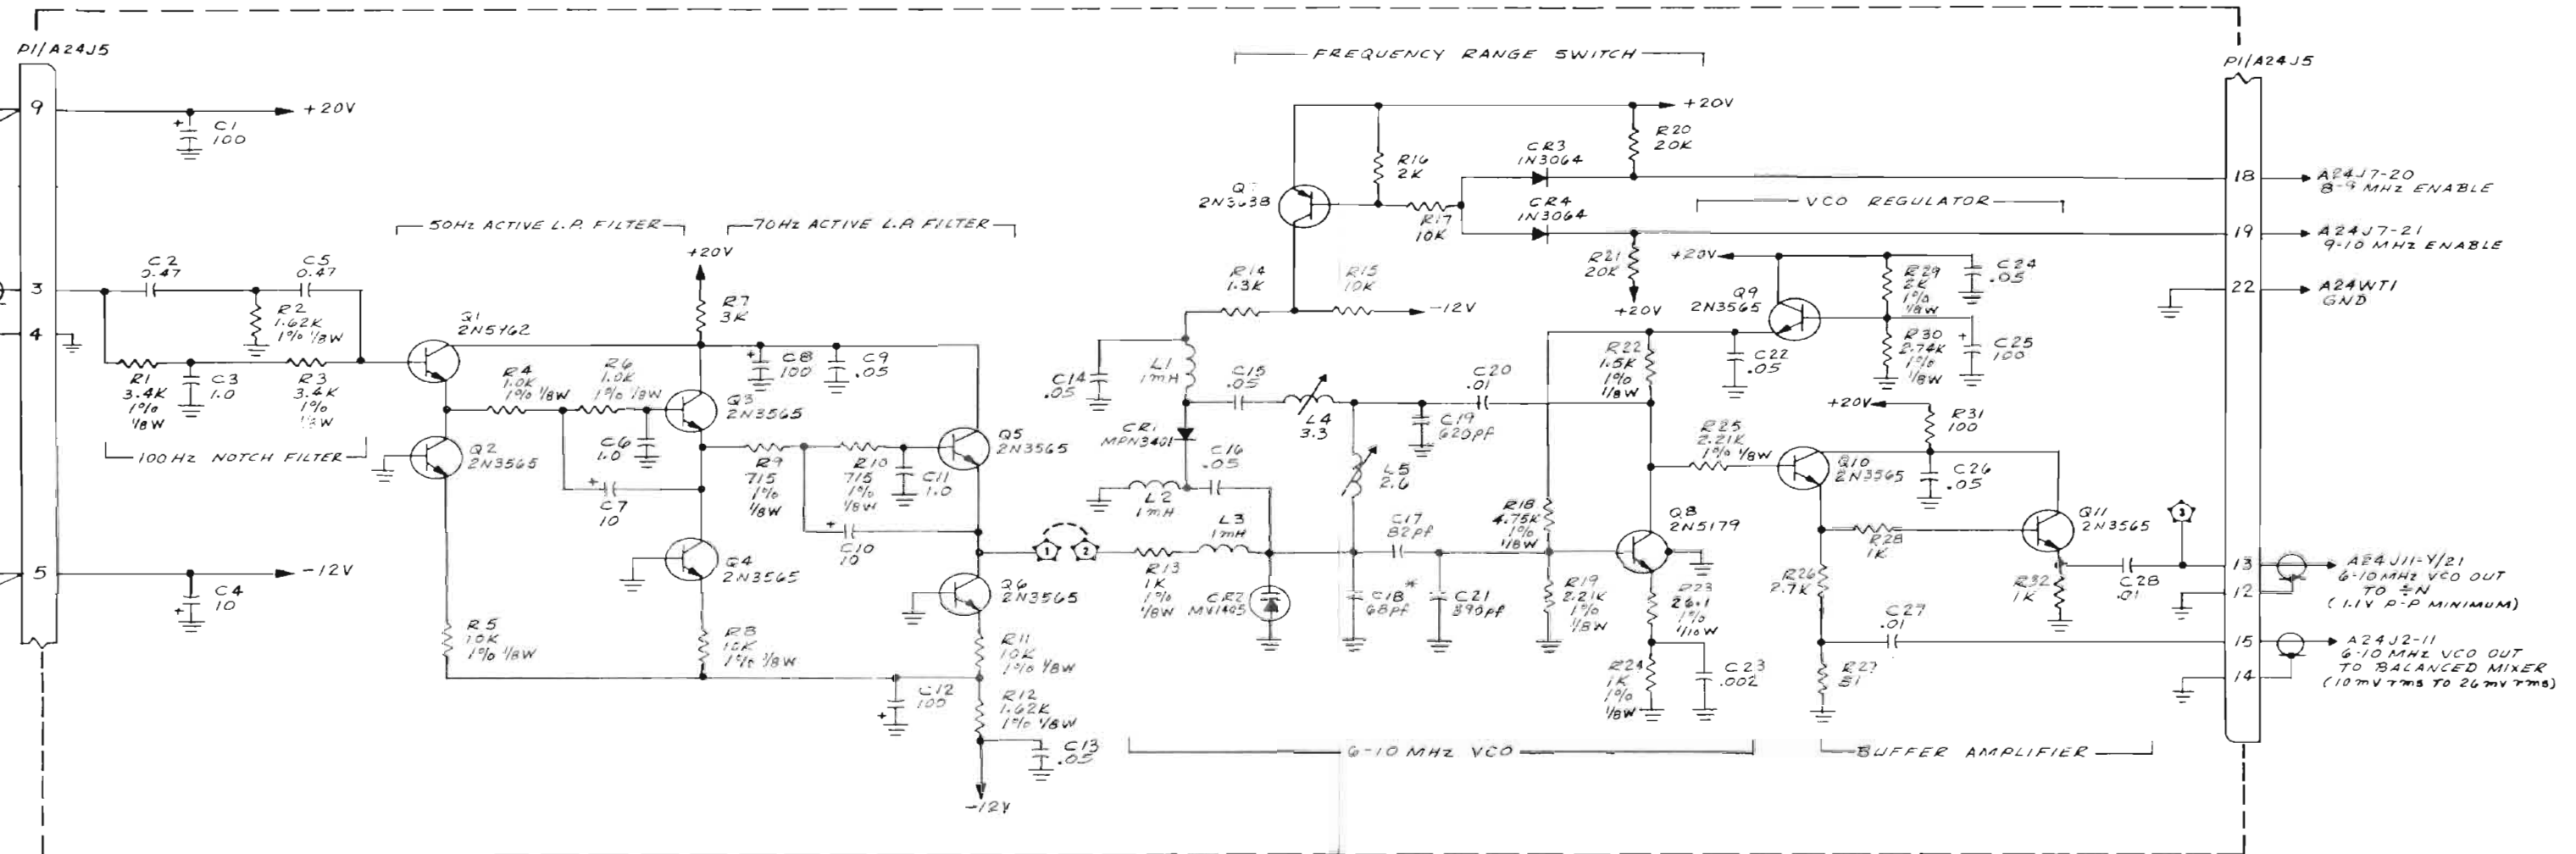 P1/A24J5
9
3
4
5
+20V
C1
100
C2
0.47
C5
0.47
R2
1.62K
1% 1/8W
R1
3.4K
1%
1/8W
C3
1.0
R3
3.4K
1%
1/8W
100 HZ NOTCH FILTER
C4
10
-12V
50HZ ACTIVE L.P. FILTER
70HZ ACTIVE L.P. FILTER
+20V
R7
3K
Q1
2N5462
R4
1.0K
1% 1/8W
R6
1.0K
1% 1/8W
C8
100
C9
.05
Q3
2N3565
Q2
2N3565
C6
1.0
C7
10
R9
715
1%
1/8W
R10
715
1%
1/8W
C11
1.0
C10
10
Q5
2N3565
Q4
2N3565
Q6
2N3565
R5
10K
1% 1/8W
R8
10K
1% 1/8W
R11
10K
1% 1/8W
C12
100
R12
1.62K
1% 1/8W
C13
.05
-12V
1
2
FREQUENCY RANGE SWITCH
+20V
R16
2K
2N3638
R17
10K
CR3
1N3064
CR4
1N3064
R20
20K
R21
20K
+20V
R14
1.3K
R15
10K
-12V
C14
.05
L1
1mH
C15
.05
L4
3.3
CR1
MPN3401
C16
.05
L2
1mH
L3
1mH
R13
1K
1%
1/8W
CR2
MV1405
L5
2.6
C17
82pf
C18*
68pf
C21
390pf
C19
620pf
C20
.01
R18
4.75K
1%
1/8W
R19
2.21K
1%
1/8W
R22
1.5K
1%
1/8W
Q8
2N5179
R23
26.1
1%
1/10W
R24
1K
1%
1/8W
C23
.002
6-10 MHZ VCO
VCO REGULATOR
+20V
Q9
2N3565
R29
2K
1%
1/8W
C24
.05
R30
2.74K
1%
1/8W
C25
100
C22
.05
+20V
R31
100
R25
2.21K
1% 1/8W
Q10
2N3565
C26
.05
Q11
2N3565
R28
1K
R26
2.7K
R32
1K
C28
.01
C27
.01
R27
51
3
BUFFER AMPLIFIER
P1/A24J5
18
A24J7-20
8-9 MHZ ENABLE
19
A24J7-21
9-10 MHZ ENABLE
22
A24WT1
GND
13
12
A24J11-Y/21
6-10 MHZ VCO OUT
TO ÷N
(1.1V P-P MINIMUM)
15
14
A24J2-11
6-10 MHZ VCO OUT
TO BALANCED MIXER
(10mV rms TO 26mV rms)